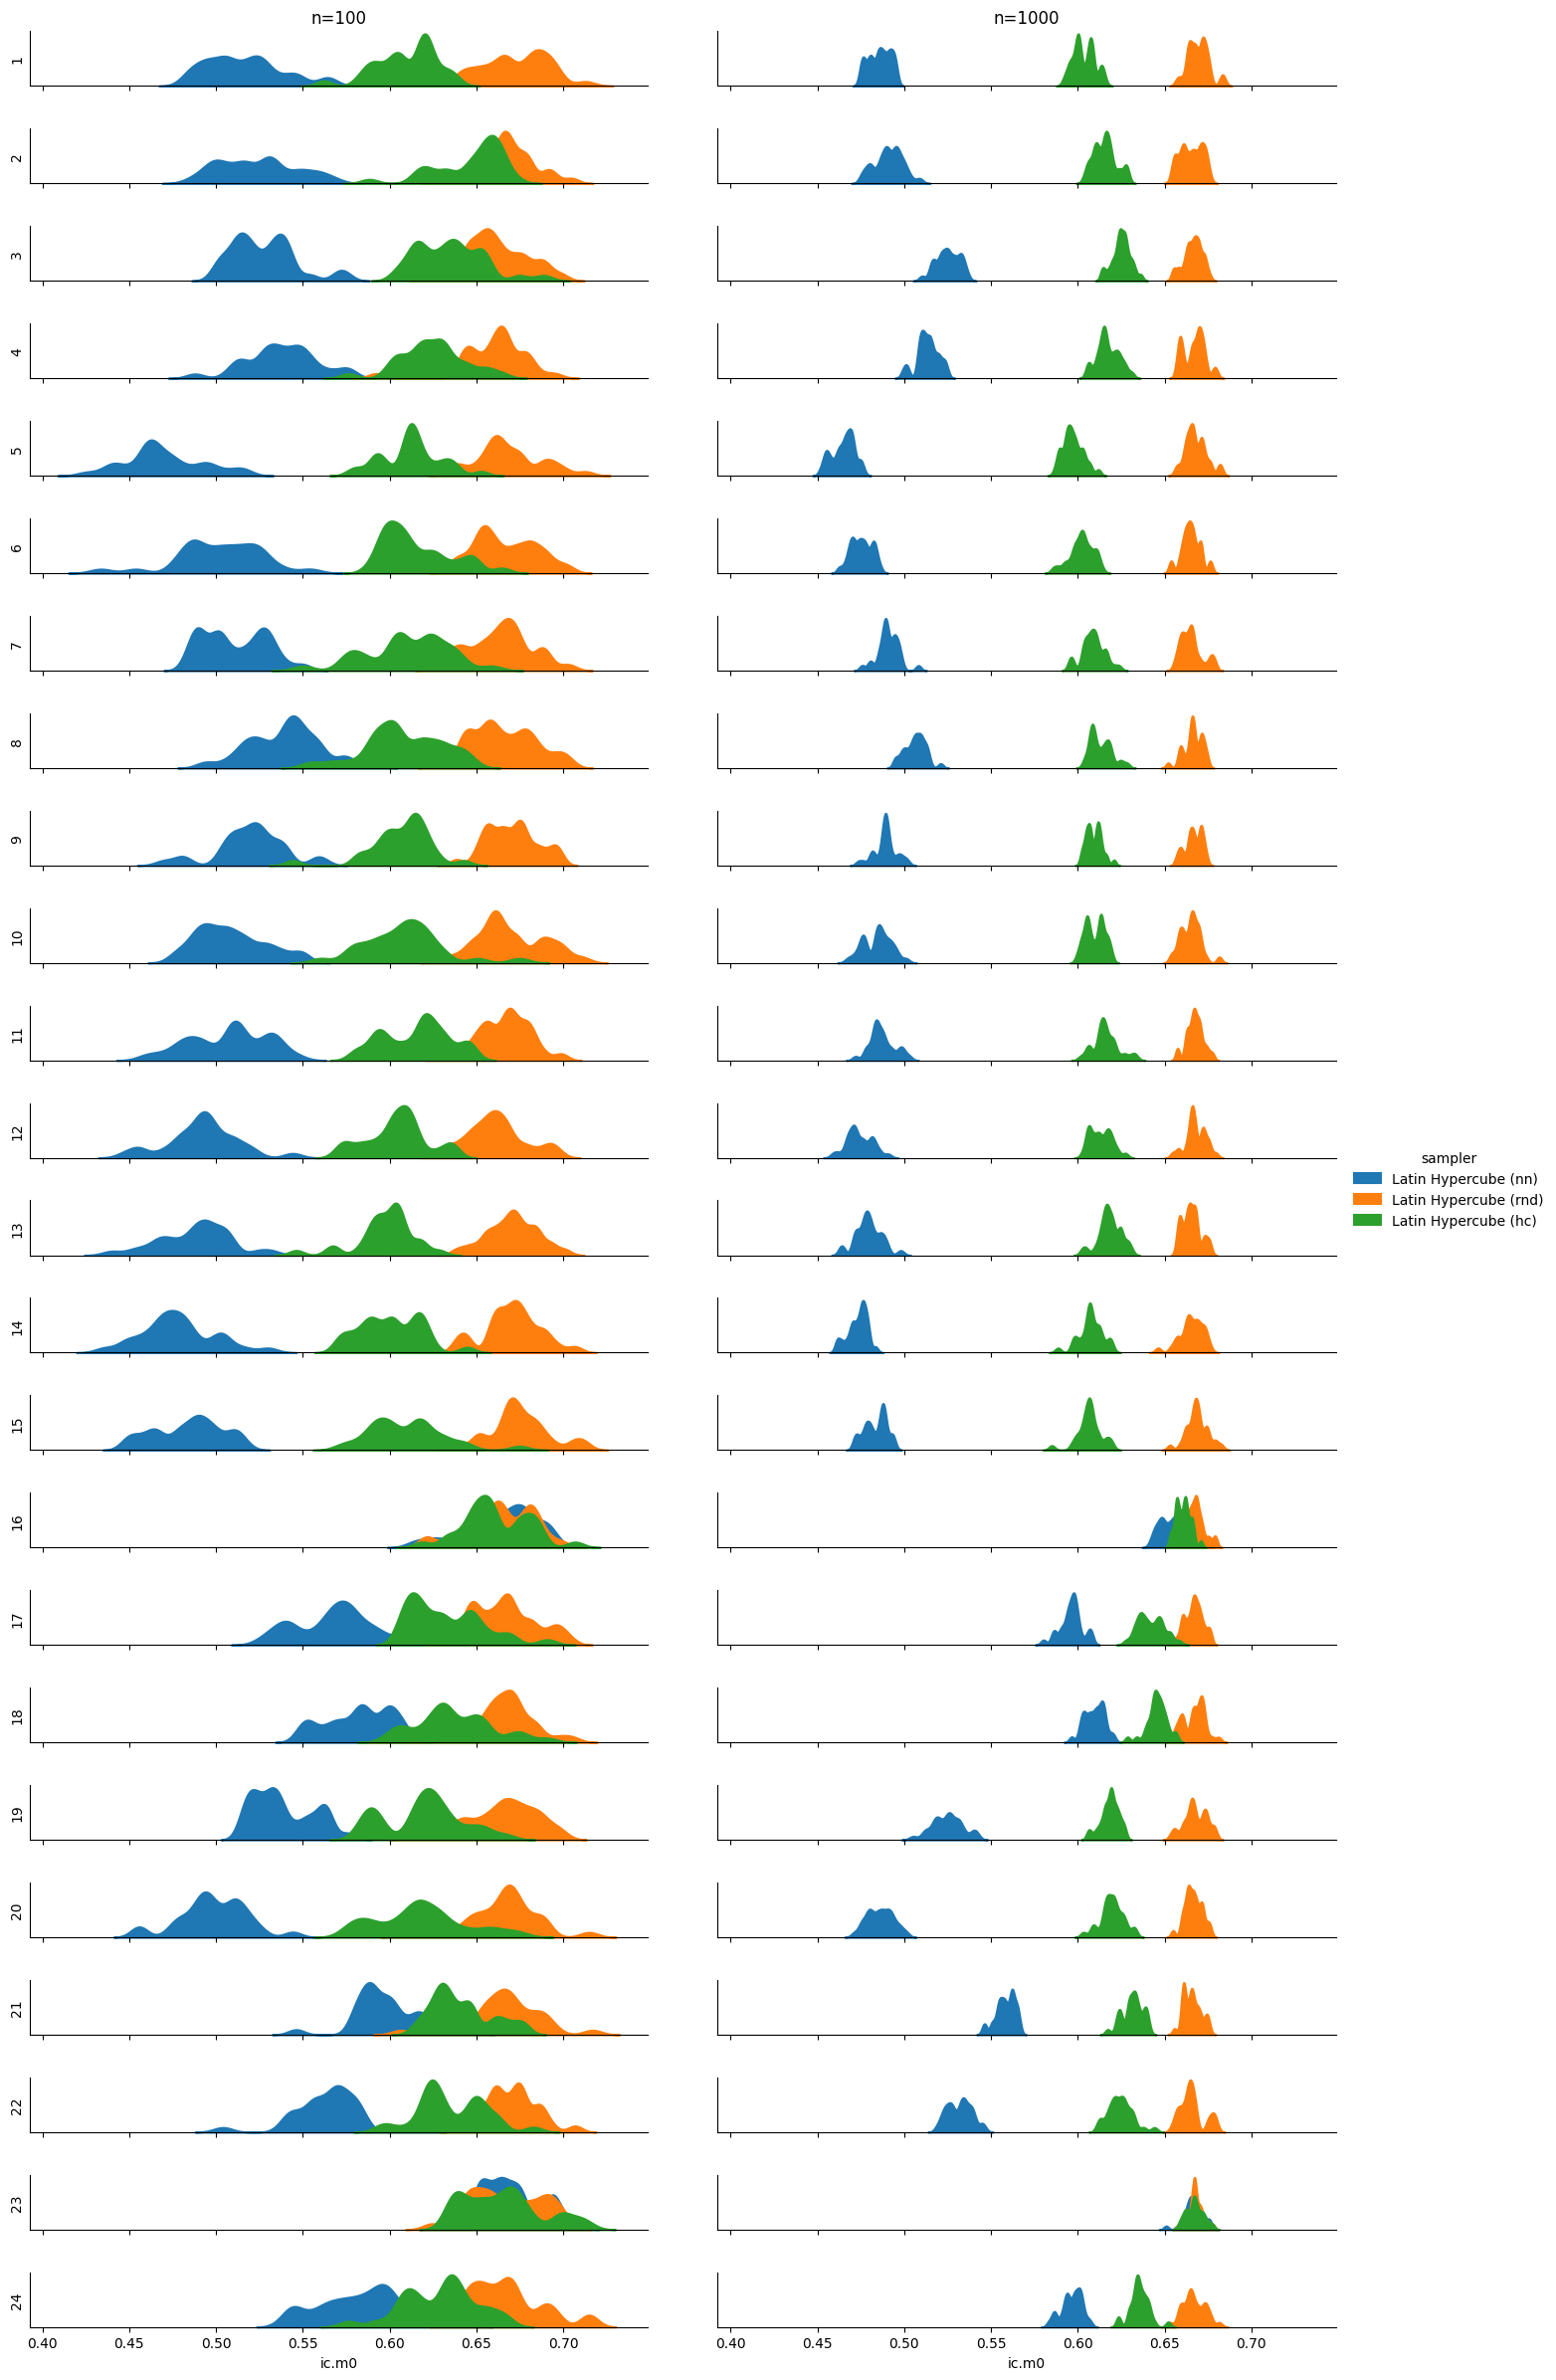 n=100
n=1000
1
2
3
4
5
6
7
8
9
10
11
12
sampler
Latin Hypercube (nn)
Latin Hypercube (rnd)
Latin Hypercube (hc)
13
14
15
16
17
18
19
20
21
22
23
24
0.40 0.45 0.50 0.55 0.60 0.65 0.70
0.40 0.45 0.50 0.55 0.60 0.65 0.70
ic.m0
ic.m0